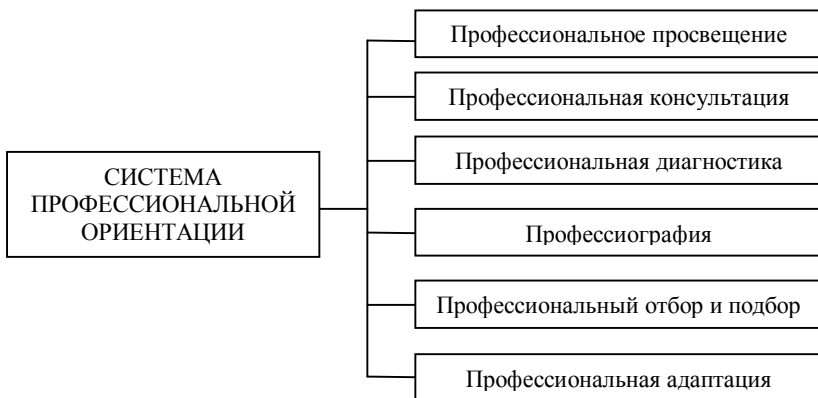 Профессиональное просвещение
Профессиональная консультация
Профессиональная диагностика
СИСТЕМА
ПРОФЕССИОНАЛЬНОЙ
ОРИЕНТАЦИИ
Профессиография
Профессиональный отбор и подбор
Профессиональная адаптация